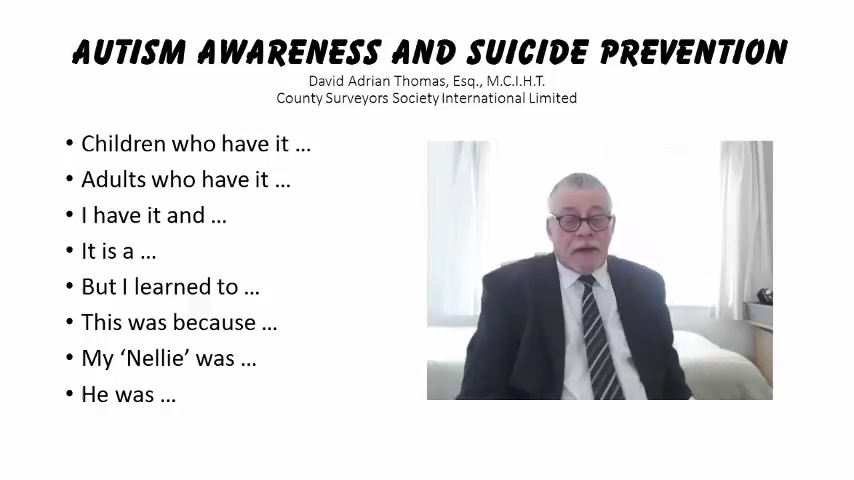 AUTISM AWARENESS AND SUICIDE PREVENTION
David Adrian Thomas, Esq., M.C.I.H.T.
County Surveyors Society International Limited
• Children who have it ...
• Adults who have it ...
• I have it and ...
• It is a ...
• But I learned to ...
• This was because ...
• My ‘Nellie’ was ...
• He was ...